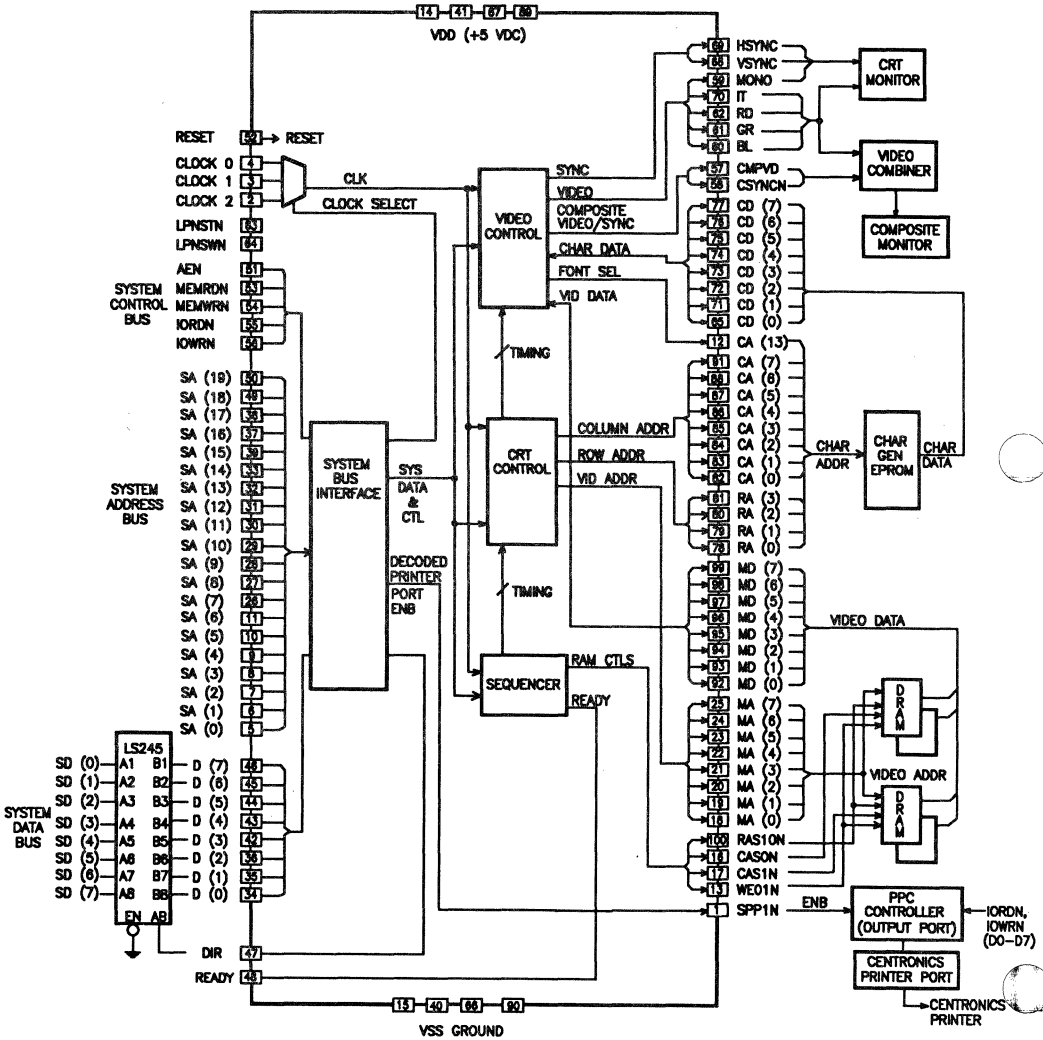 14 41 67 89
VDD (+5 VDC)
RESET 52 RESET
CLOCK 0 4
CLOCK 1 3
CLOCK 2 2
CLK
CLOCK SELECT
LPNSTN 63
LPNSWN 64
SYSTEM
CONTROL
BUS
AEN 51
MEMRDN 53
MEMWRN 54
IORDN 55
IOWRN 56
SYSTEM
ADDRESS
BUS
SA (19) 50
SA (18) 49
SA (17)
SA (16) 37
SA (15) 39
SA (14) 33
SA (13) 32
SA (12) 31
SA (11) 30
SA (10) 29
SA (9) 28
SA (8) 27
SA (7) 26
SA (6) 11
SA (5) 10
SA (4) 9
SA (3) 8
SA (2) 7
SA (1) 6
SA (0) 5
SYSTEM
DATA
BUS
LS245
SD (0) A1 B1 D (7) 46
SD (1) A2 B2 D (6) 45
SD (2) A3 B3 D (5) 44
SD (3) A4 B4 D (4) 43
SD (4) A5 B5 D (3) 42
SD (5) A6 B6 D (2) 36
SD (6) A7 B7 D (1) 35
SD (7) A8 B8 D (0) 34
EN AB
DIR 47
READY 48
SYSTEM
BUS
INTERFACE
SYS
DATA
&
CTL
DECODED
PRINTER
PORT
ENB
VIDEO
CONTROL
SYNC
VIDEO
COMPOSITE
VIDEO/SYNC
CHAR DATA
FONT SEL
VID DATA
TIMING
CRT
CONTROL
COLUMN ADDR
ROW ADDR
VID ADDR
TIMING
SEQUENCER
RAM CTLS
READY
69 HSYNC
68 VSYNC
59 MONO
70 IT
62 RD
61 GR
60 BL
57 CMPVD
58 CSYNCN
77 CD (7)
76 CD (6)
75 CD (5)
74 CD (4)
73 CD (3)
72 CD (2)
71 CD (1)
65 CD (0)
12 CA (13)
91 CA (7)
88 CA (6)
87 CA (5)
86 CA (4)
85 CA (3)
84 CA (2)
83 CA (1)
82 CA (0)
81 RA (3)
80 RA (2)
79 RA (1)
78 RA (0)
99 MD (7)
98 MD (6)
97 MD (5)
96 MD (4)
95 MD (3)
94 MD (2)
93 MD (1)
92 MD (0)
25 MA (7)
24 MA (6)
23 MA (5)
22 MA (4)
21 MA (3)
20 MA (2)
19 MA (1)
18 MA (0)
100 RAS10N
16 CAS0N
17 CAS1N
13 WE01N
1 SPP1N
CRT
MONITOR
VIDEO
COMBINER
COMPOSITE
MONITOR
CHAR
ADDR
CHAR
GEN
EPROM
CHAR
DATA
VIDEO DATA
DRAM
VIDEO ADDR
DRAM
ENB
PPC
CONTROLLER
(OUTPUT PORT)
IORDN,
IOWRN
(D0-D7)
CENTRONICS
PRINTER PORT
CENTRONICS
PRINTER
15 40 66 90
VSS GROUND